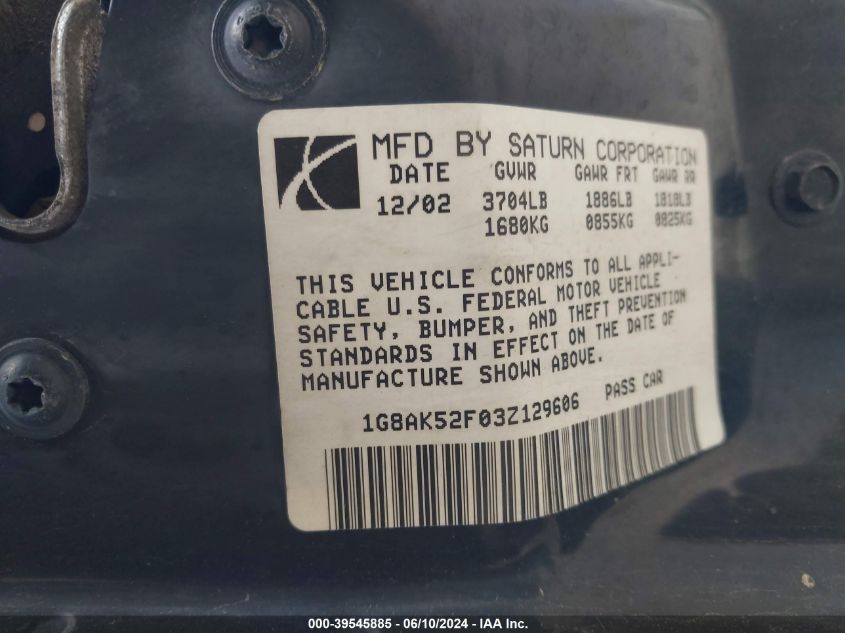 MFD BY SATURN CORPORATION
DATE GVWR GAWR FRT GAWR RR
12/02 3704LB 1886LB 1818LB
1680KG 0855KG 0825KG
THIS VEHICLE CONFORMS TO ALL APPLI-
CABLE U.S. FEDERAL MOTOR VEHICLE
SAFETY, BUMPER, AND THEFT PREVENTION
STANDARDS IN EFFECT ON THE DATE OF
MANUFACTURE SHOWN ABOVE.
1G8AK52F03Z129606 PASS CAR
000-39545885 - 06/10/2024 - IAA Inc.